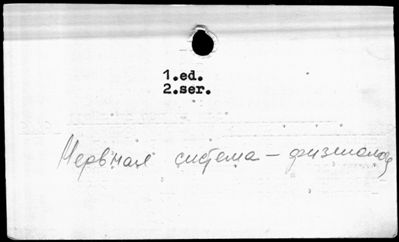 1.ed.
2.ser.
Нервная система - физиолог